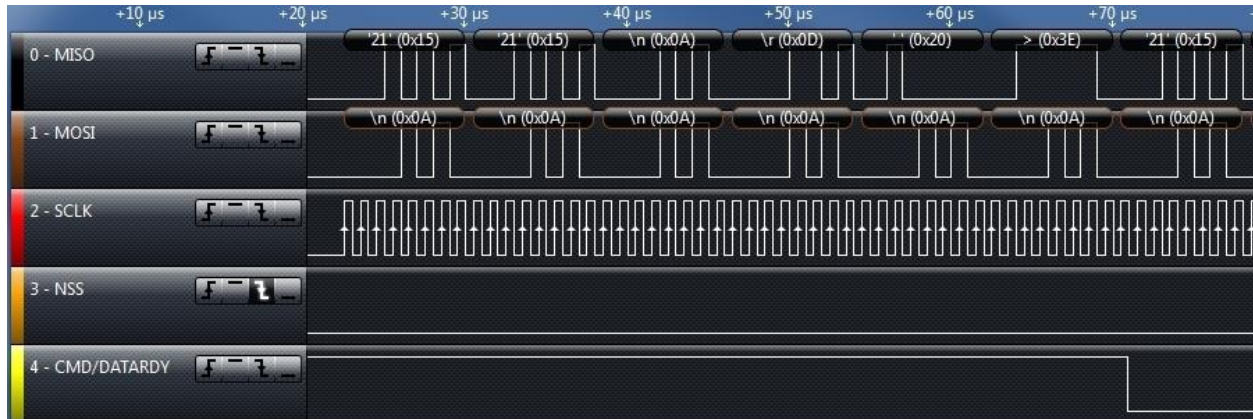 +10 µs +20 µs +30 µs +40 µs +50 µs +60 µs +70 µs
0 - MISO '21' (0x15) '21' (0x15) \n (0x0A) \r (0x0D) ' ' (0x20) > (0x3E) '21' (0x15)
1 - MOSI \n (0x0A) \n (0x0A) \n (0x0A) \n (0x0A) \n (0x0A) \n (0x0A) \n (0x0A)
2 - SCLK
3 - NSS
4 - CMD/DATARDY